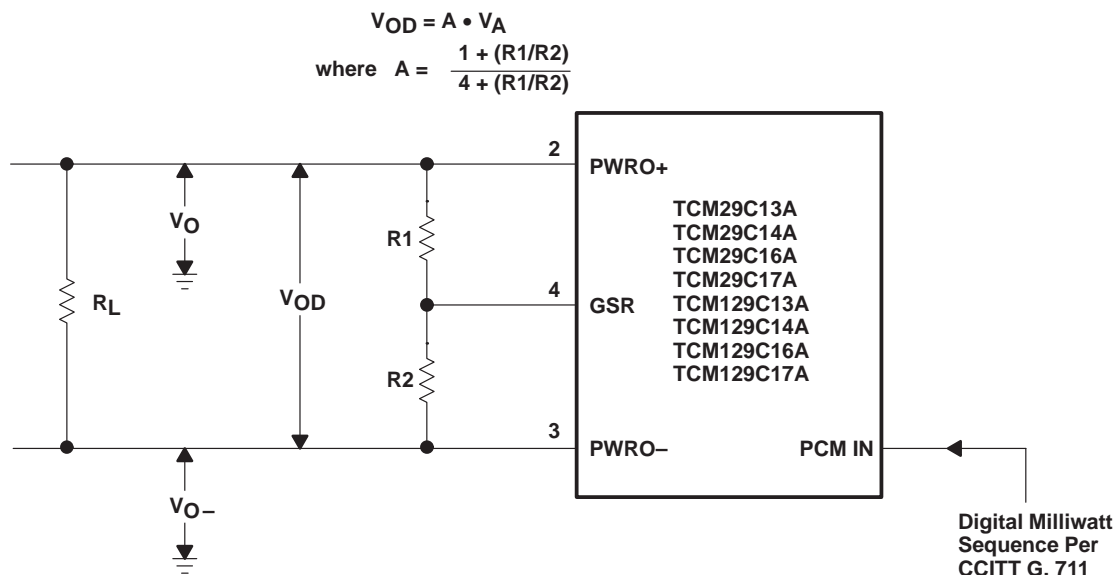 VOD = A • VA
where A = 1 + (R1/R2)
4 + (R1/R2)
2
PWRO+
TCM29C13A
TCM29C14A
TCM29C16A
TCM29C17A
TCM129C13A
TCM129C14A
TCM129C16A
TCM129C17A
VO
R1
4
GSR
RL
VOD
R2
3
PWRO–
PCM IN
VO–
Digital Milliwatt
Sequence Per
CCITT G. 711